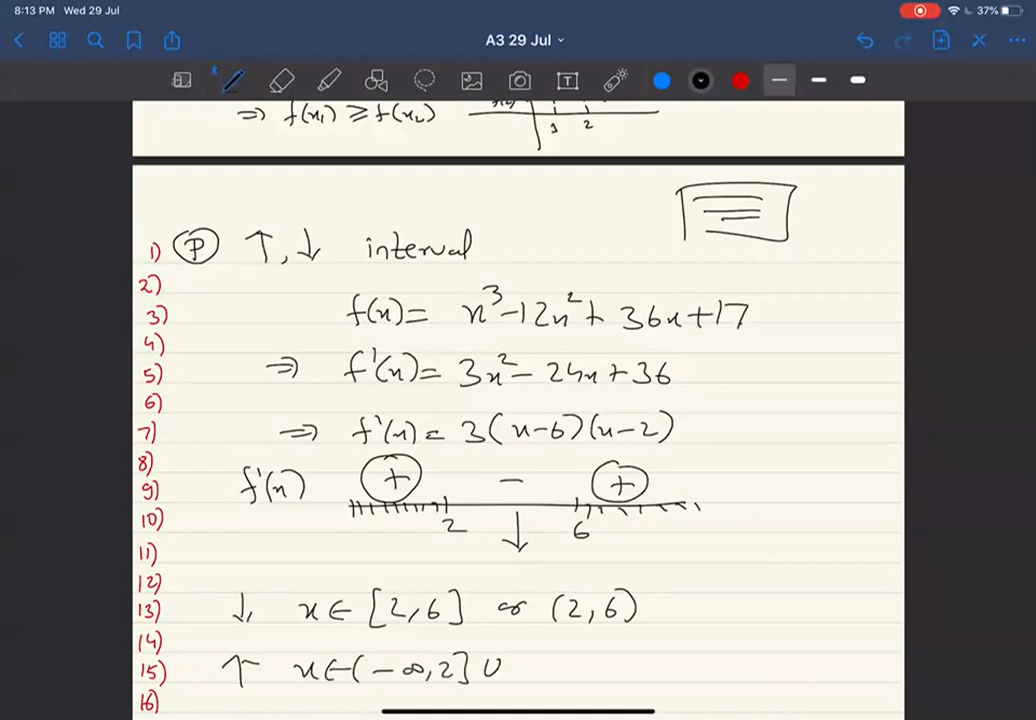 8:13 PM Wed 29 Jul
37%
A3 29 Jul
⇒ f(x₁) ≥ f(x₂)
1 2
1) P ↑, ↓ interval
2)
3) f(x) = x³-12x²+ 36x+17
4)
5) ⇒ f'(x) = 3x²- 24x+36
6)
7) ⇒ f'(x) = 3(x-6)(x-2)
8)
9) f'(x) + - +
10) 2 ↓ 6
11)
12)
13) ↓ x∈ [2,6] or (2,6)
14)
15) ↑ x∈(-∞,2] ∪
16)